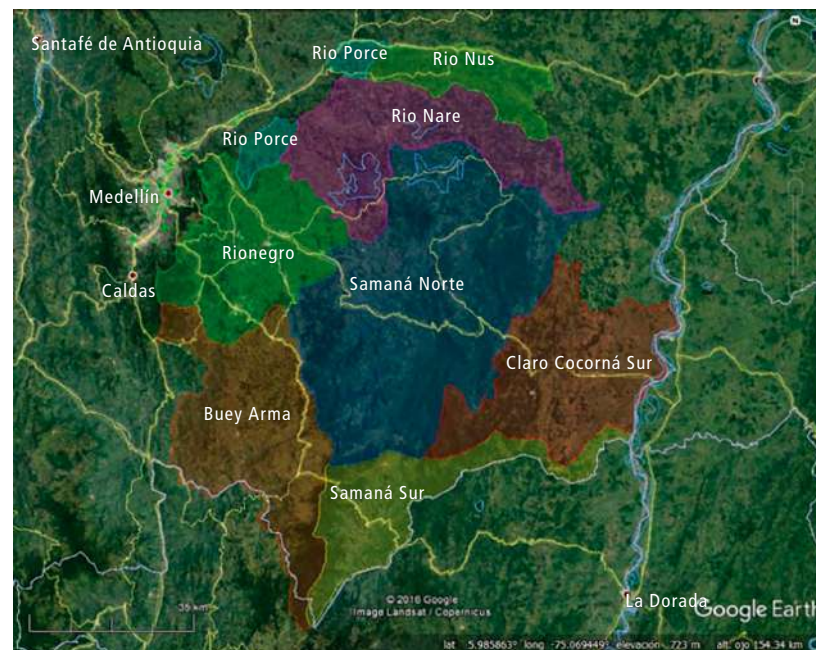 Santafé de Antioquia
Rio Porce
Rio Nus
Rio Nare
Rio Porce
Medellín
Rionegro
Caldas
Samaná Norte
Claro Cocorná Sur
Buey Arma
Samaná Sur
La Dorada
© 2016 Google
Image Landsat / Copernicus
Google Earth
35 km
lat 5.985863° long -75.069449° elevación 723 m alt. ojo 154.34 km
N